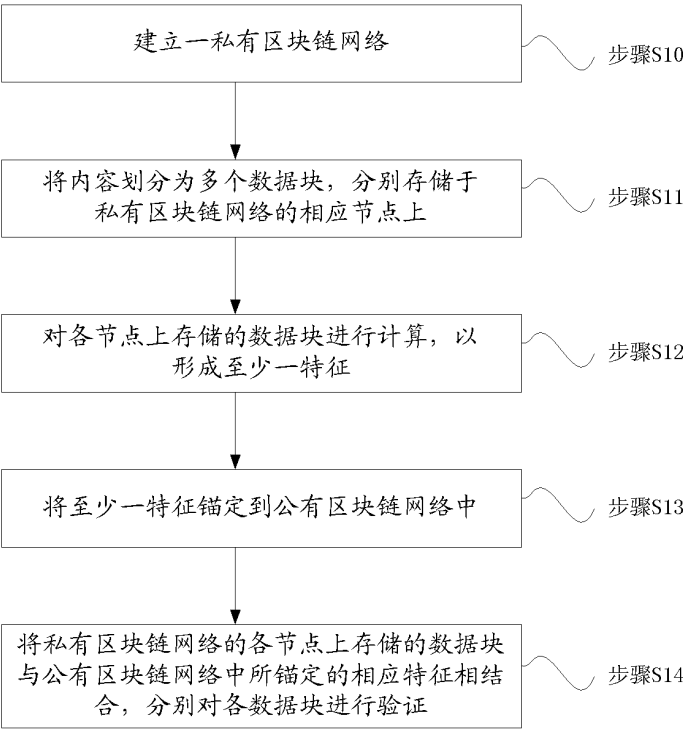 建立一私有区块链网络
步骤S10
将内容划分为多个数据块，分别存储于
私有区块链网络的相应节点上
步骤S11
对各节点上存储的数据块进行计算，以
形成至少一特征
步骤S12
将至少一特征锚定到公有区块链网络中
步骤S13
将私有区块链网络的各节点上存储的数据块
与公有区块链网络中所锚定的相应特征相结
合，分别对各数据块进行验证
步骤S14